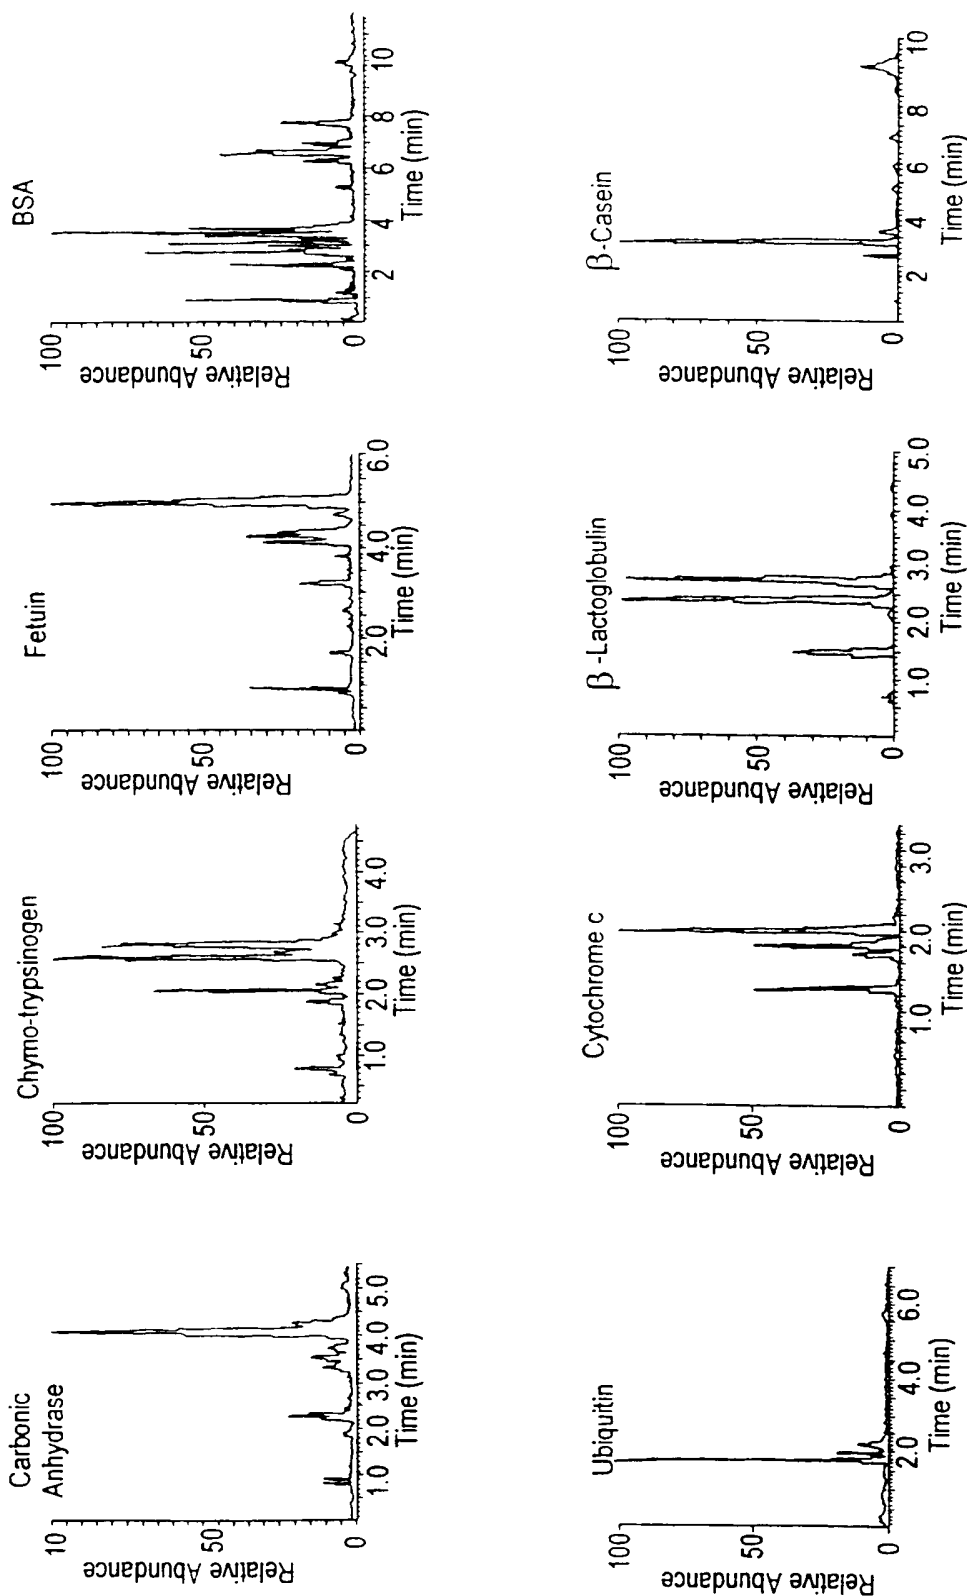 Carbonic
Anhydrase
10
50
0
Relative Abundance
1.0 2.0 3.0 4.0 5.0
Time (min)
Chymo-trypsinogen
100
50
0
Relative Abundance
1.0 2.0 3.0 4.0
Time (min)
Fetuin
100
50
0
Relative Abundance
2.0 4.0 6.0
Time (min)
BSA
100
50
0
Relative Abundance
2 4 6 8 10
Time (min)
Ubiquitin
100
50
0
Relative Abundance
2.0 4.0 6.0
Time (min)
Cytochrome c
100
50
0
Relative Abundance
1.0 2.0 3.0
Time (min)
β-Lactoglobulin
100
50
0
Relative Abundance
1.0 2.0 3.0 4.0 5.0
Time (min)
β-Casein
100
50
0
Relative Abundance
2 4 6 8 10
Time (min)